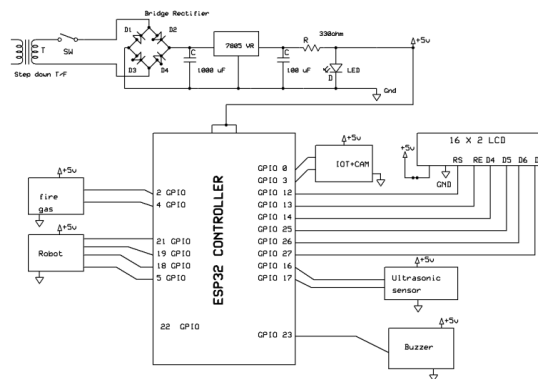 Bridge Rectifier
D1
D2
D3
D4
T
SW
Step down T/F
C
1000 uF
7805 VR
C
100 uF
R
330ohm
D
LED
+5v
Gnd
ESP32 CONTROLLER
+5v
fire
gas
2 GPIO
4 GPIO
+5v
Robot
21 GPIO
19 GPIO
18 GPIO
5 GPIO
22 GPIO
GPIO 0
GPIO 3
GPIO 12
GPIO 13
GPIO 14
GPIO 25
GPIO 26
GPIO 27
GPIO 16
GPIO 17
GPIO 23
+5v
IOT+CAM
+5v
16 X 2 LCD
GND
RS
RE
D4
D5
D6
+5v
Ultrasonic
sensor
+5v
Buzzer